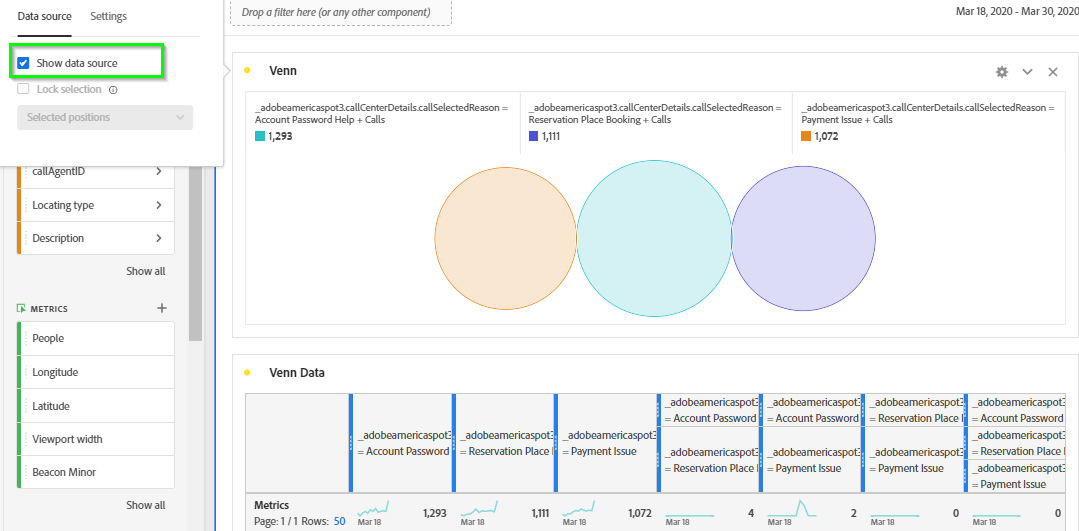 Data source Settings
Show data source
Lock selection
Selected positions
callAgentID
Locating type
Description
Show all
METRICS
People
Longitude
Latitude
Viewport width
Beacon Minor
Show all
Drop a filter here (or any other component)
Mar 18, 2020 - Mar 30, 2020
Venn
_adobeamericaspot3.callCenterDetails.callSelectedReason =
Account Password Help + Calls
1,293
_adobeamericaspot3.callCenterDetails.callSelectedReason =
Reservation Place Booking + Calls
1,111
_adobeamericaspot3.callCenterDetails.callSelectedReason =
Payment Issue + Calls
1,072
Venn Data
_adobeamericaspot3
= Account Password
_adobeamericaspot3
= Reservation Place
_adobeamericaspot3
= Payment Issue
_adobeamericaspot3
= Account Password
_adobeamericaspot3
= Reservation Place
_adobeamericaspot3
= Account Password
_adobeamericaspot3
= Payment Issue
_adobeamericaspot3
= Reservation Place
_adobeamericaspot3
= Payment Issue
_adobeamericaspot3
= Account Password
_adobeamericaspot3
= Reservation Place
_adobeamericaspot3
= Payment Issue
Metrics
Page: 1 / 1 Rows: 50
Mar 18 1,293
Mar 18 1,111
Mar 18 1,072
Mar 18 4
Mar 18 2
Mar 18 0
Mar 18 0